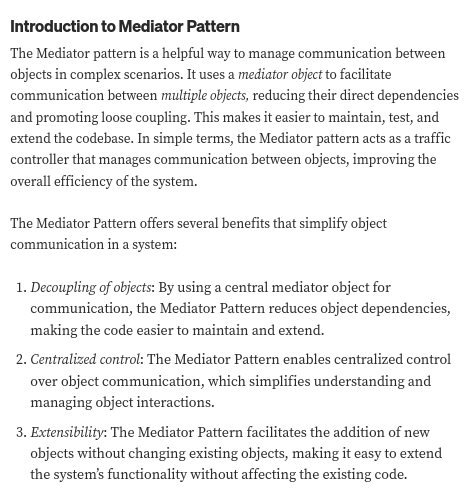 Introduction to Mediator Pattern
The Mediator pattern is a helpful way to manage communication between
objects in complex scenarios. It uses a mediator object to facilitate
communication between multiple objects, reducing their direct dependencies
and promoting loose coupling. This makes it easier to maintain, test, and
extend the codebase. In simple terms, the Mediator pattern acts as a traffic
controller that manages communication between objects, improving the
overall efficiency of the system.
The Mediator Pattern offers several benefits that simplify object
communication in a system:
1. Decoupling of objects: By using a central mediator object for
communication, the Mediator Pattern reduces object dependencies,
making the code easier to maintain and extend.
2. Centralized control: The Mediator Pattern enables centralized control
over object communication, which simplifies understanding and
managing object interactions.
3. Extensibility: The Mediator Pattern facilitates the addition of new
objects without changing existing objects, making it easy to extend
the system’s functionality without affecting the existing code.